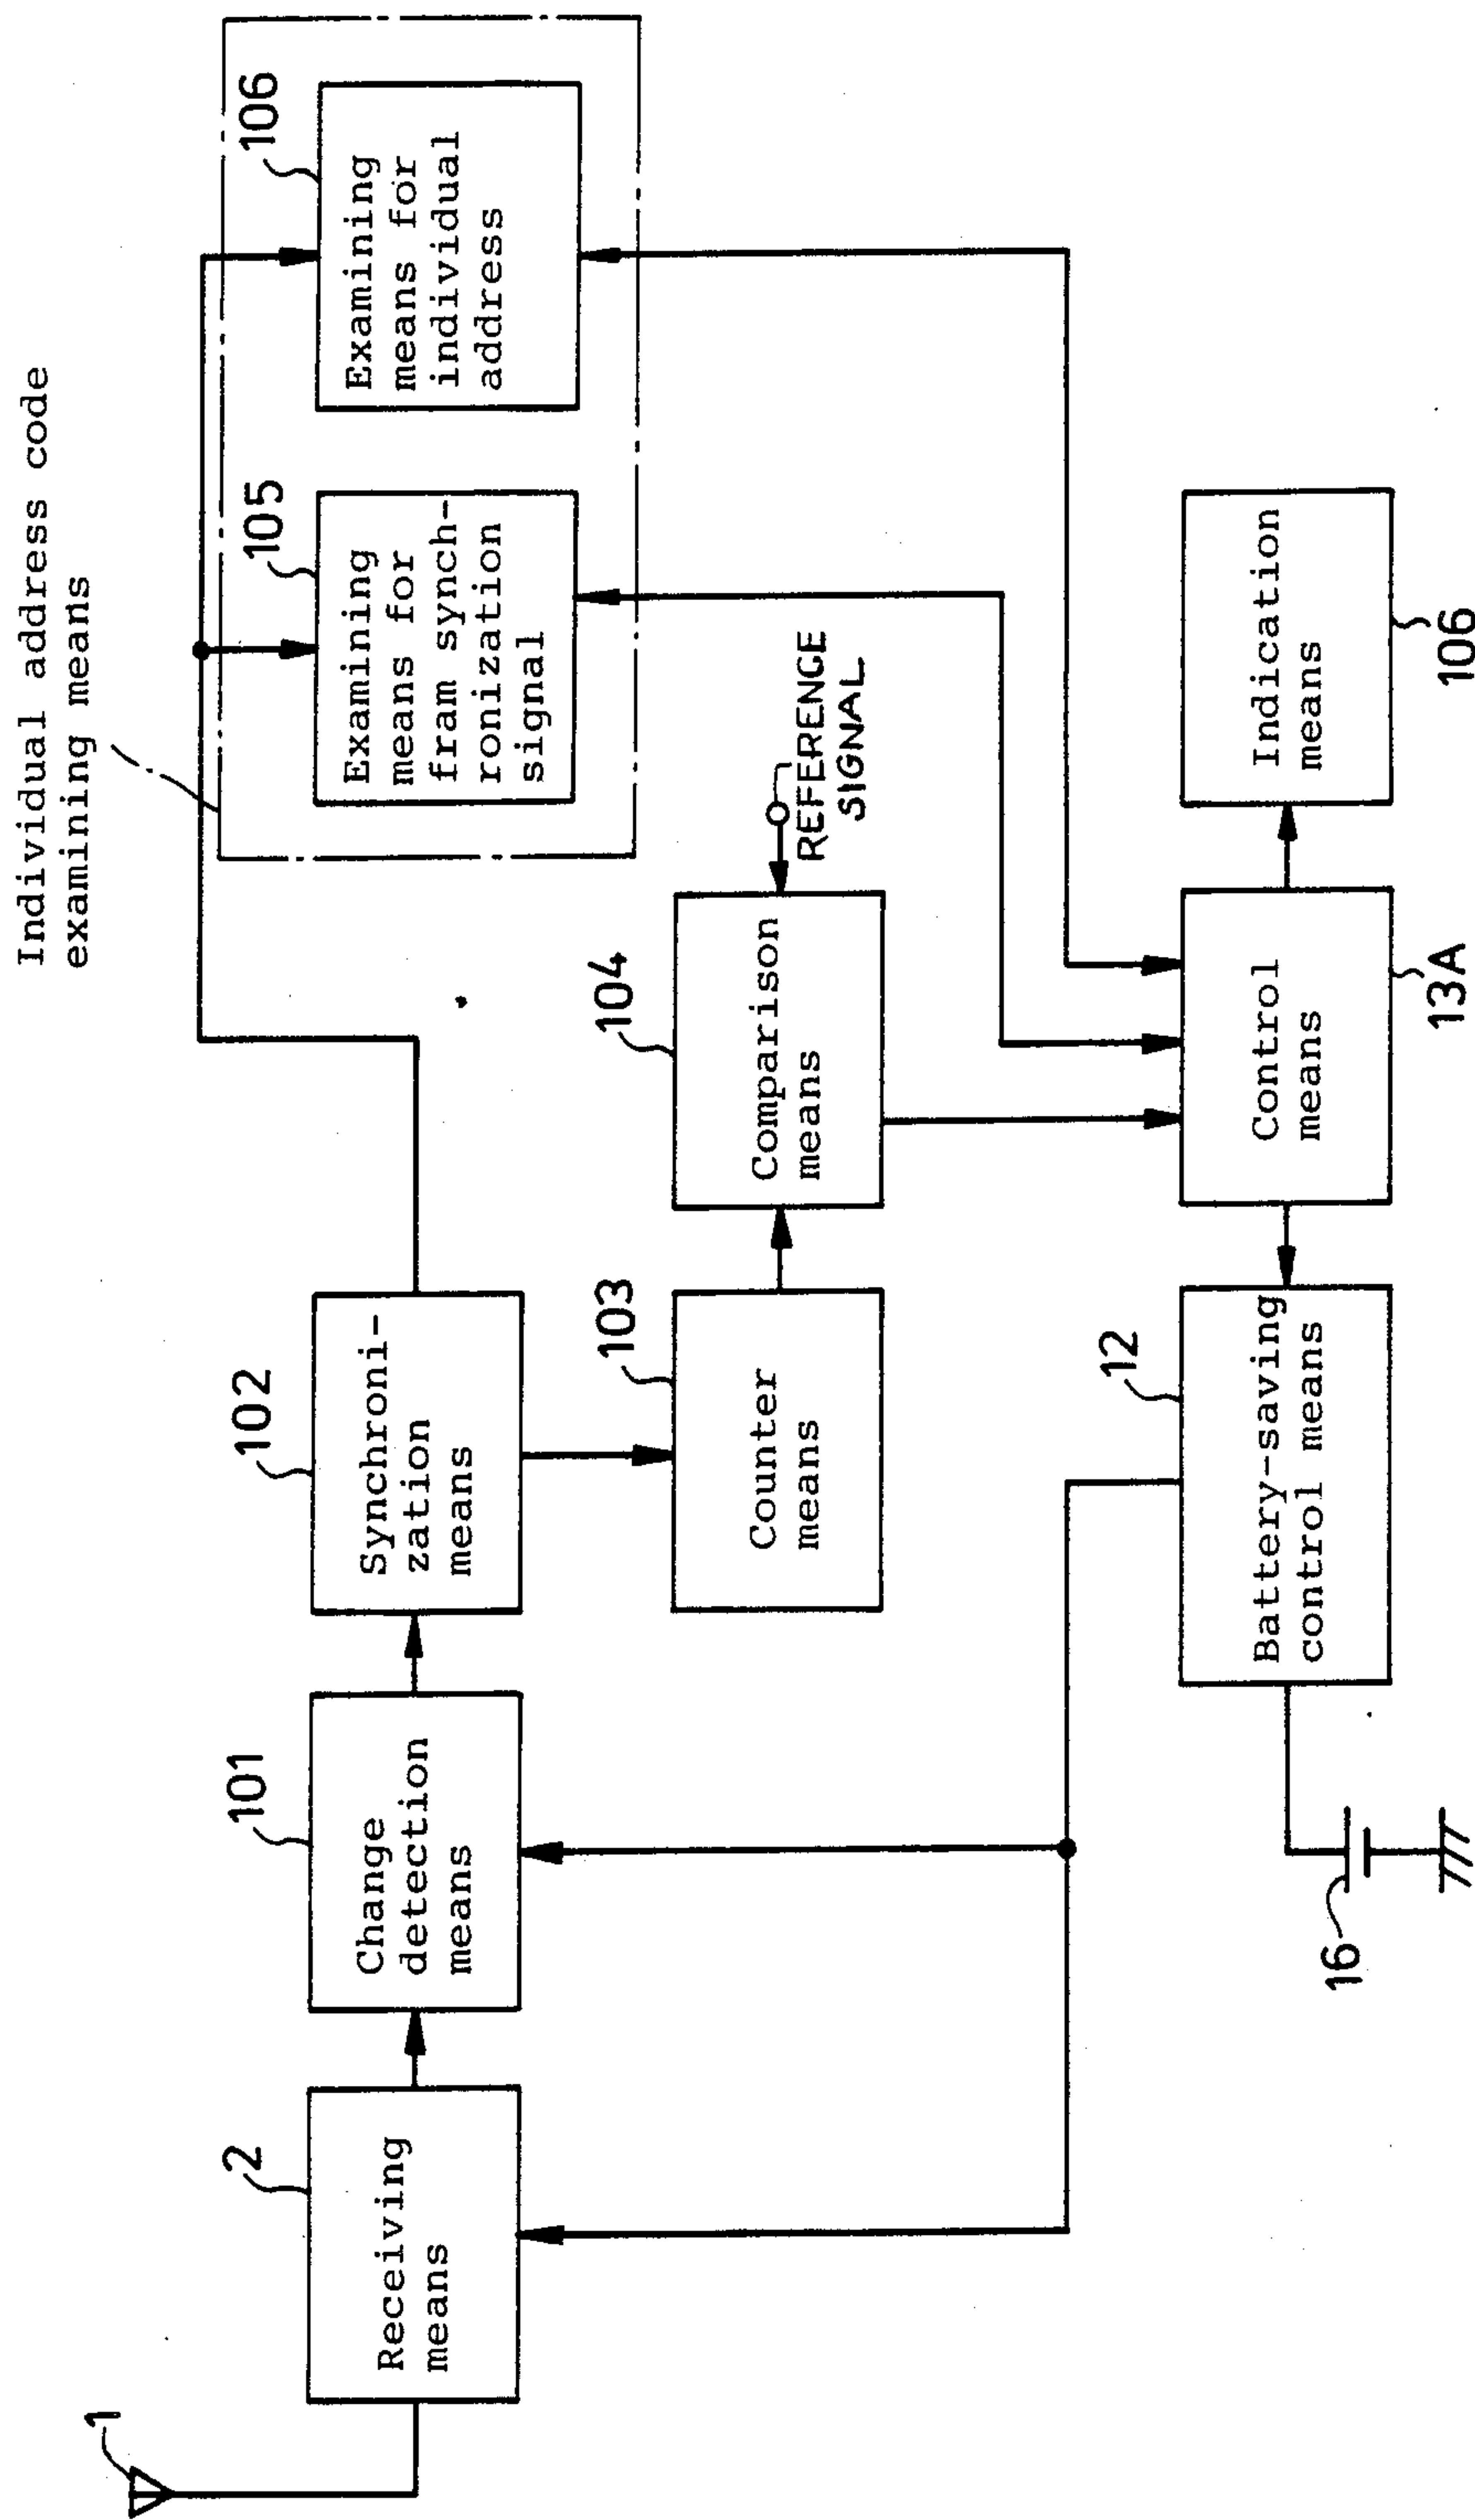 Individual address code
examining means
1
2
Receiving
means
101
Change
detection
means
102
Synchroni-
zation
means
105
Examining
means for
fram synch-
ronization
signal
106
Examining
means for
individual
address
103
Counter
means
104
Comparison
means
REFERENCE
SIGNAL
16
12
Battery-saving
control means
Control
means
13A
Indication
means
106